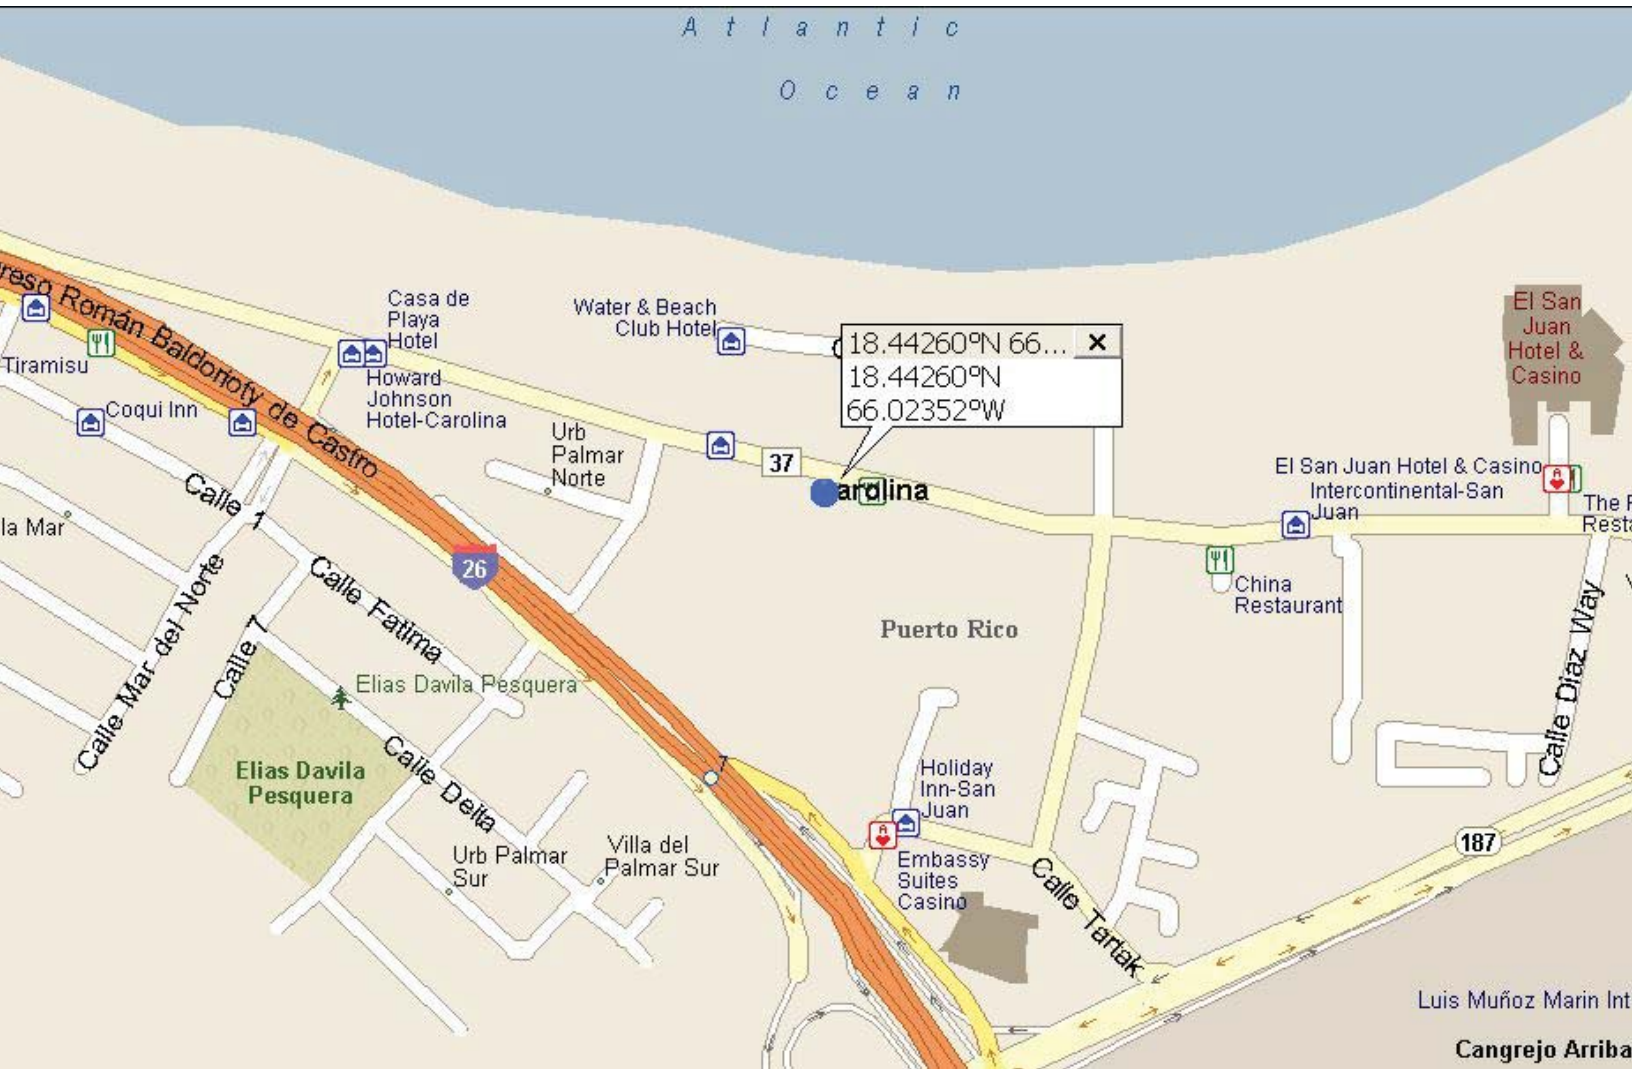 Atlantic
Ocean
Casa de
Playa
Hotel
Water & Beach
Club Hotel
18.44260ºN 66...
18.44260ºN
66.02352ºW
El San
Juan
Hotel &
Casino
Román Baldorioty de Castro
Tiramisu
Coqui Inn
Howard
Johnson
Hotel-Carolina
Urb
Palmar
Norte
37
arolina
El San Juan Hotel & Casino
Intercontinental-San
Juan
The
Calle 1
la Mar
26
China
Restaurant
Calle Fatima
Calle Mar del Norte
Calle 7
Puerto Rico
Calle Diaz Way
Elias Davila Pesquera
Elias Davila
Pesquera
Calle Delta
7
Holiday
Inn-San
Juan
Urb Palmar
Sur
Villa del
Palmar Sur
Embassy
Suites
Casino
Calle Tartak
187
Luis Muñoz Marin Int
Cangrejo Arriba